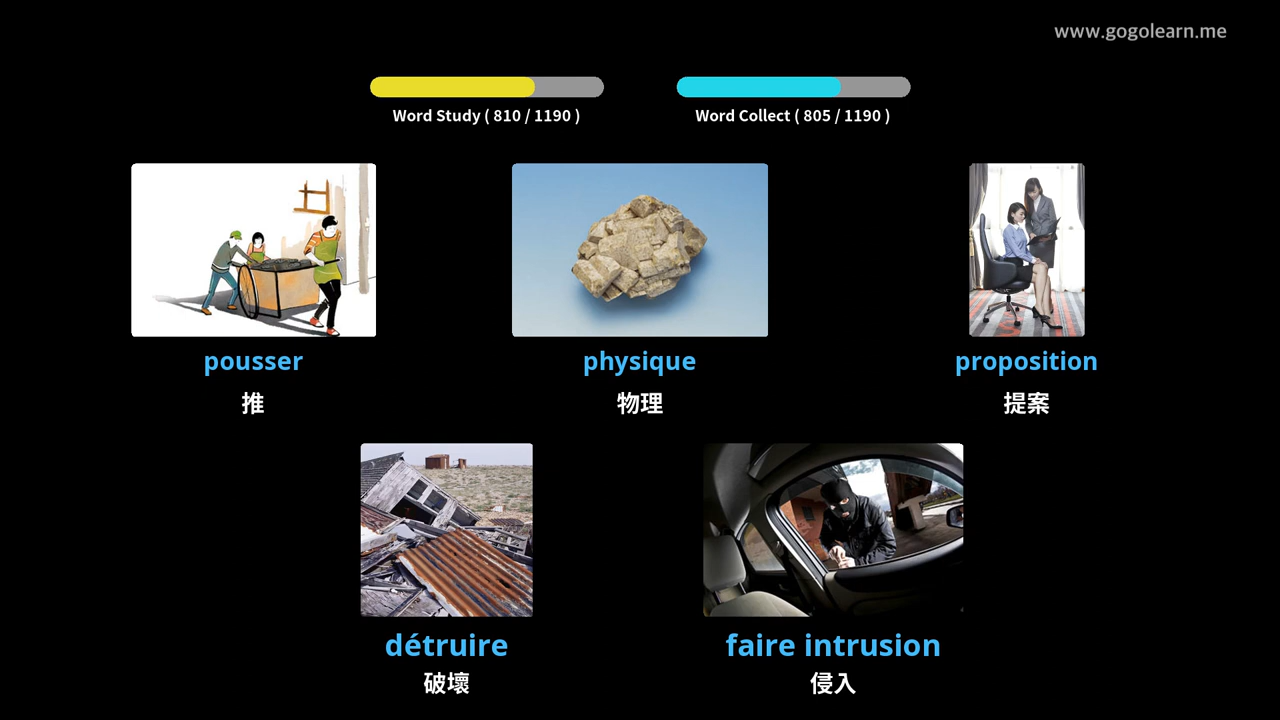 www.gogolearn.me
Word Study ( 810 / 1190 )
Word Collect ( 805 / 1190 )
pousser
推
physique
物理
proposition
提案
détruire
破壞
faire intrusion
侵入